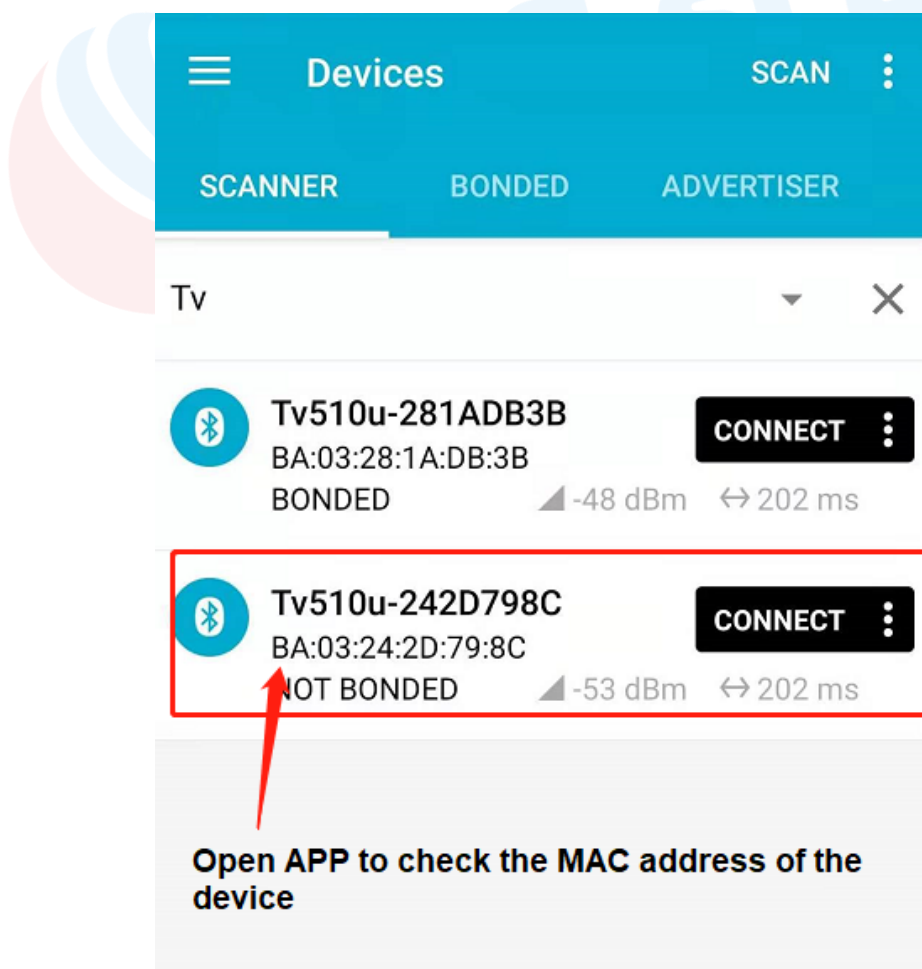 Devices SCAN
SCANNER BONDED ADVERTISER
Tv
Tv510u-281ADB3B
CONNECT
BA:03:28:1A:DB:3B
BONDED -48 dBm 202 ms
Tv510u-242D798C
CONNECT
BA:03:24:2D:79:8C
NOT BONDED -53 dBm 202 ms
Open APP to check the MAC address of the
device